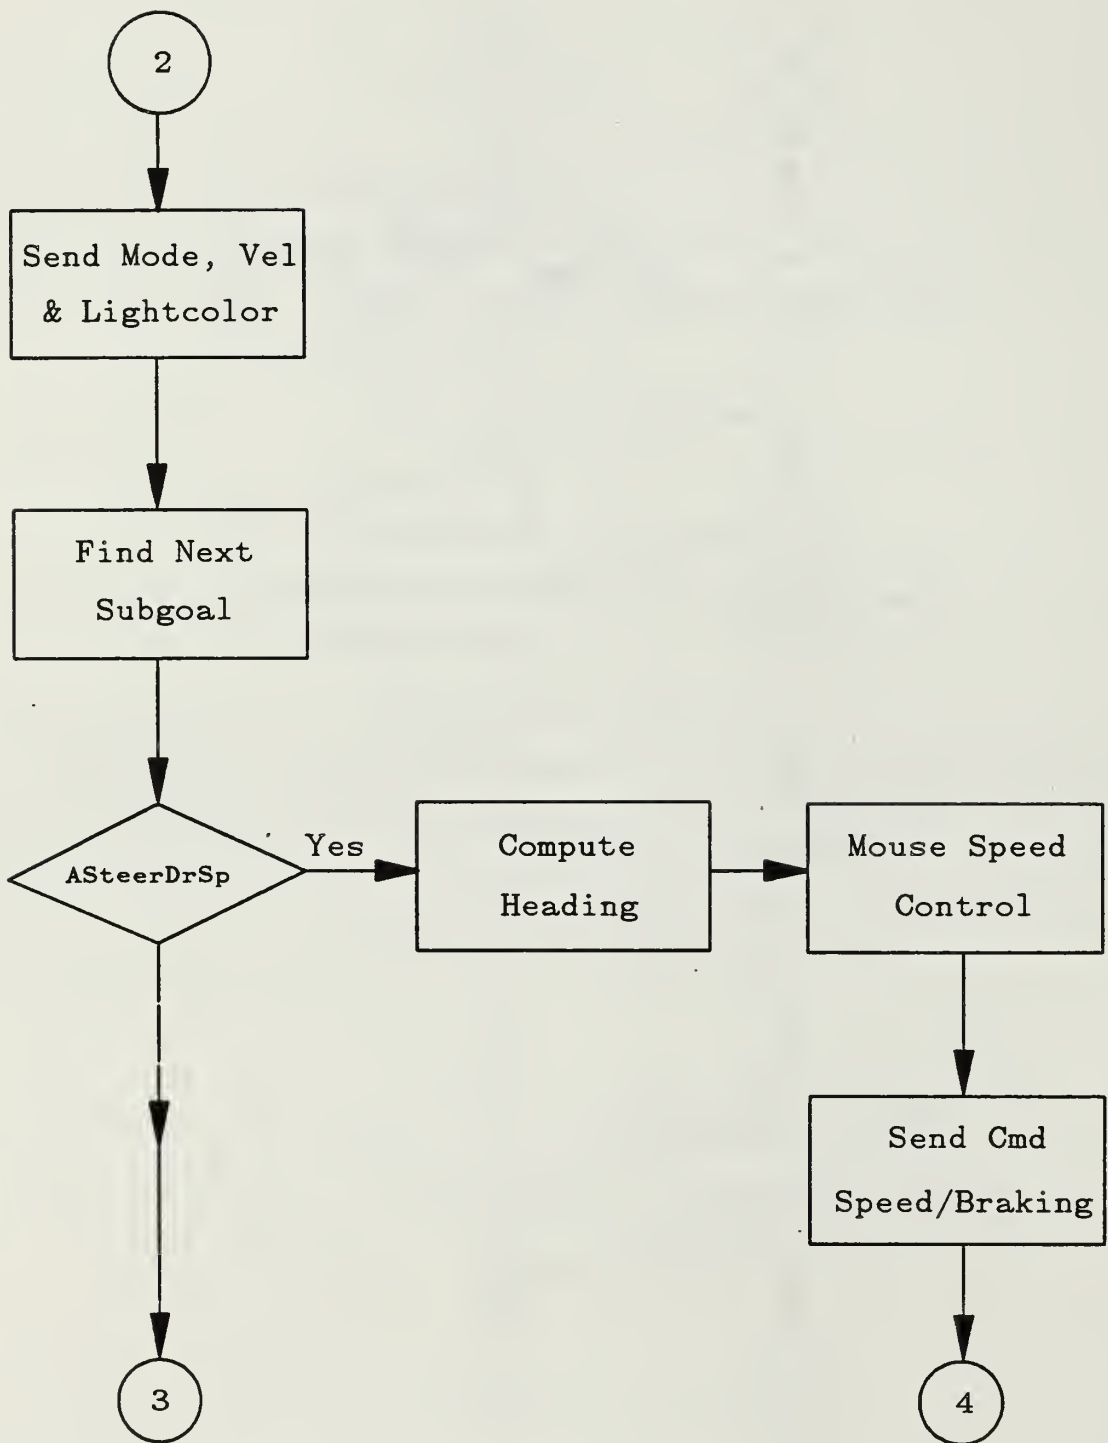 2
Send Mode, Vel
& Lightcolor
Find Next
Subgoal
ASteerDrSp
Yes
Compute
Heading
Mouse Speed
Control
Send Cmd
Speed/Braking
3
4